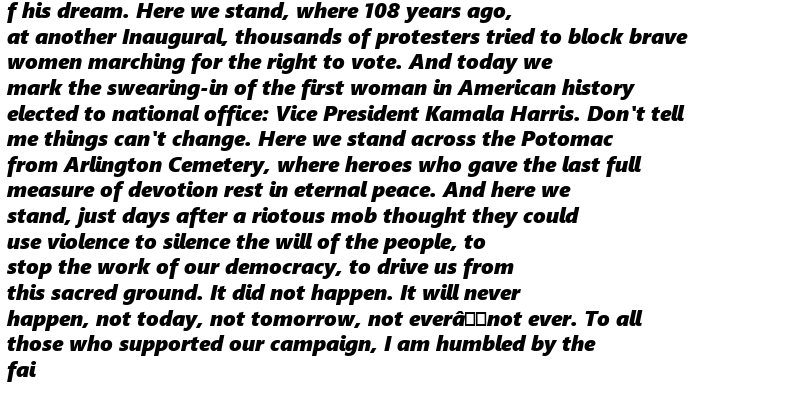 f his dream. Here we stand, where 108 years ago,
at another Inaugural, thousands of protesters tried to block brave
women marching for the right to vote. And today we
mark the swearing-in of the first woman in American history
elected to national office: Vice President Kamala Harris. Don't tell
me things can't change. Here we stand across the Potomac
from Arlington Cemetery, where heroes who gave the last full
measure of devotion rest in eternal peace. And here we
stand, just days after a riotous mob thought they could
use violence to silence the will of the people, to
stop the work of our democracy, to drive us from
this sacred ground. It did not happen. It will never
happen, not today, not tomorrow, not everâ□□not ever. To all
those who supported our campaign, I am humbled by the
fai